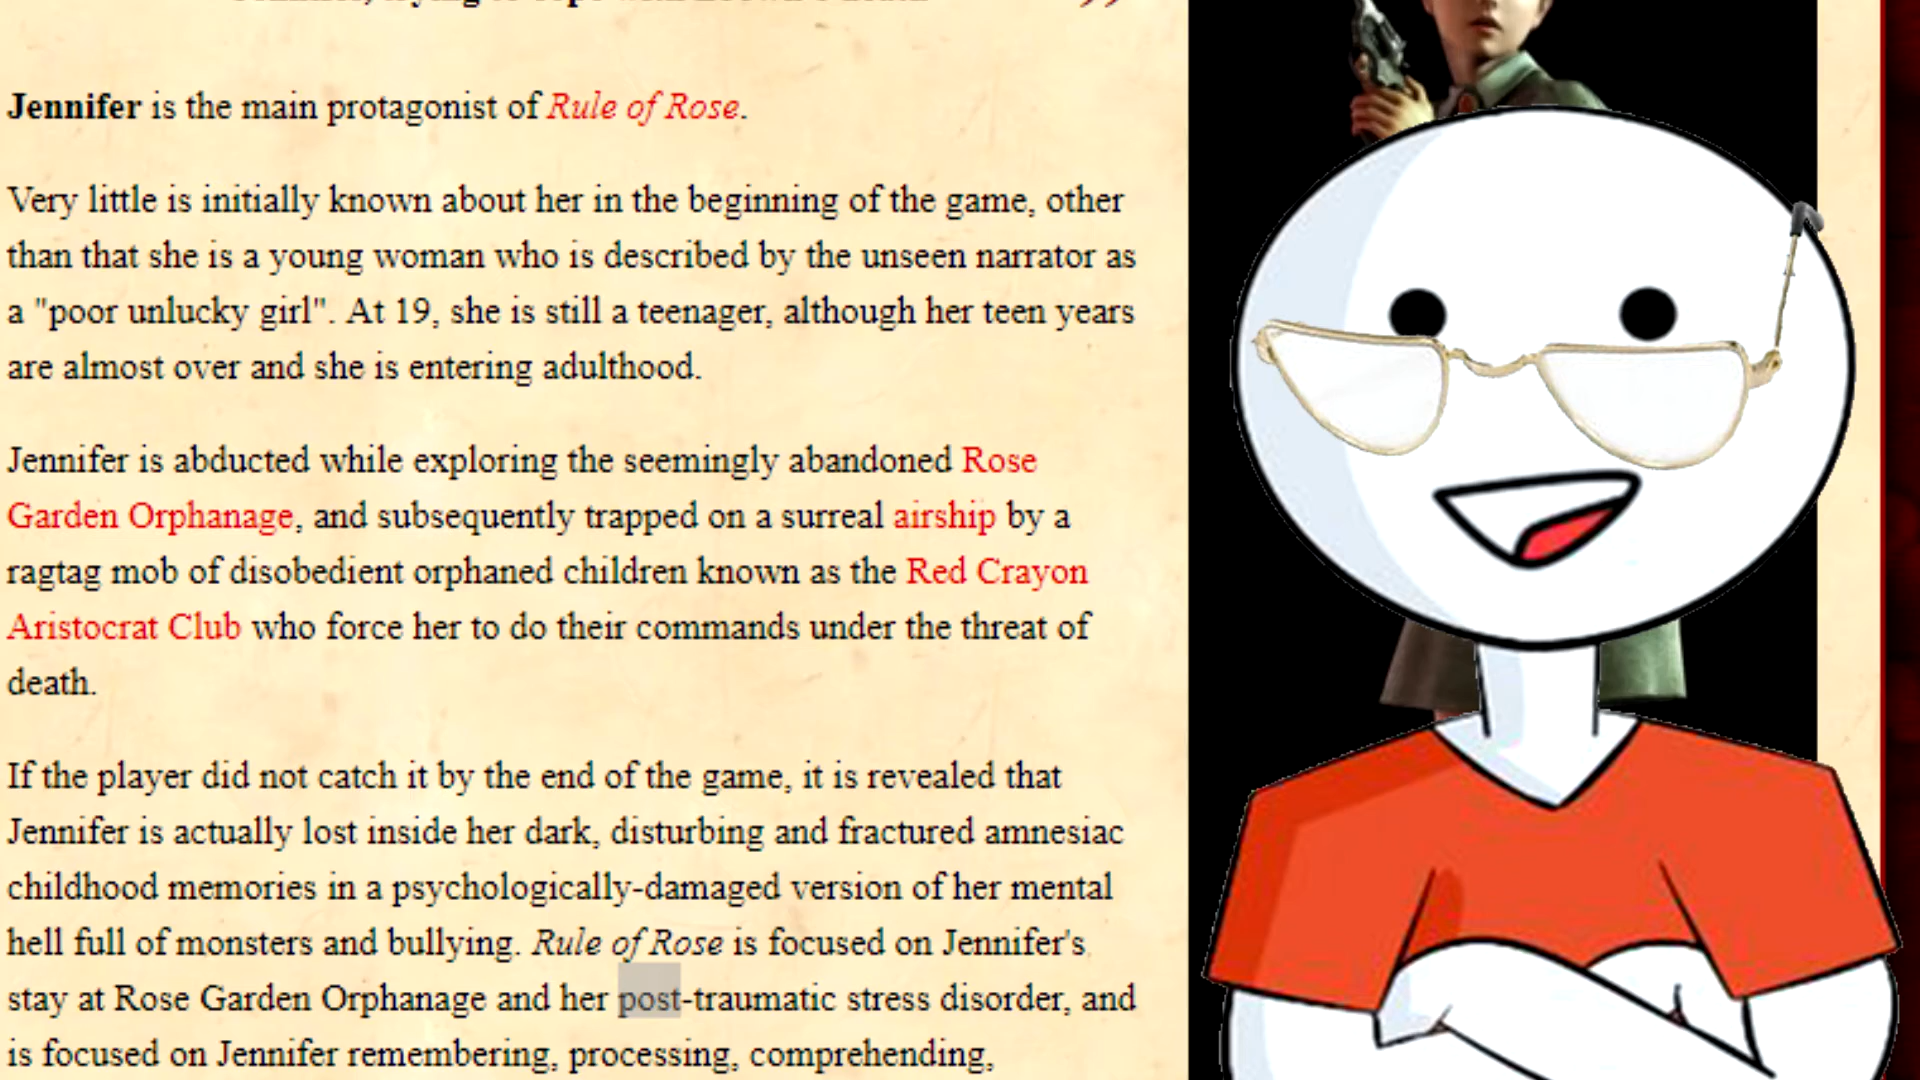 Jennifer is the main protagonist of Rule of Rose.
Very little is initially known about her in the beginning of the game, other
than that she is a young woman who is described by the unseen narrator as
a "poor unlucky girl". At 19, she is still a teenager, although her teen years
are almost over and she is entering adulthood.
Jennifer is abducted while exploring the seemingly abandoned Rose
Garden Orphanage, and subsequently trapped on a surreal airship by a
ragtag mob of disobedient orphaned children known as the Red Crayon
Aristocrat Club who force her to do their commands under the threat of
death.
If the player did not catch it by the end of the game, it is revealed that
Jennifer is actually lost inside her dark, disturbing and fractured amnesiac
childhood memories in a psychologically-damaged version of her mental
hell full of monsters and bullying. Rule of Rose is focused on Jennifer's
stay at Rose Garden Orphanage and her post-traumatic stress disorder, and
is focused on Jennifer remembering, processing, comprehending,